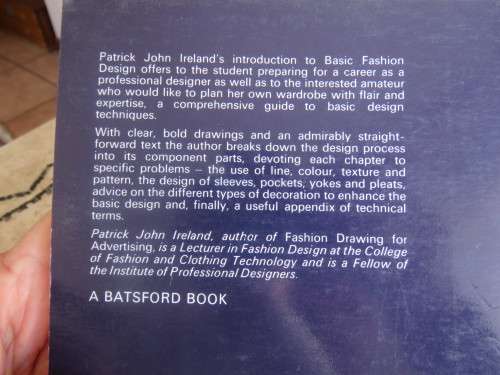 Patrick John Ireland's introduction to Basic Fashion
Design offers to the student preparing for a career as a
professional designer as well as to the interested amateur
who would like to plan her own wardrobe with flair and
expertise, a comprehensive guide to basic design
techniques.
With clear, bold drawings and an admirably straight-
forward text the author breaks down the design process
into its component parts, devoting each chapter to
specific problems – the use of line, colour, texture and
pattern, the design of sleeves, pockets, yokes and pleats,
advice on the different types of decoration to enhance the
basic design and, finally, a useful appendix of technical
terms.
Patrick John Ireland, author of Fashion Drawing for
Advertising, is a Lecturer in Fashion Design at the College
of Fashion and Clothing Technology and is a Fellow of
the Institute of Professional Designers.
A BATSFORD BOOK